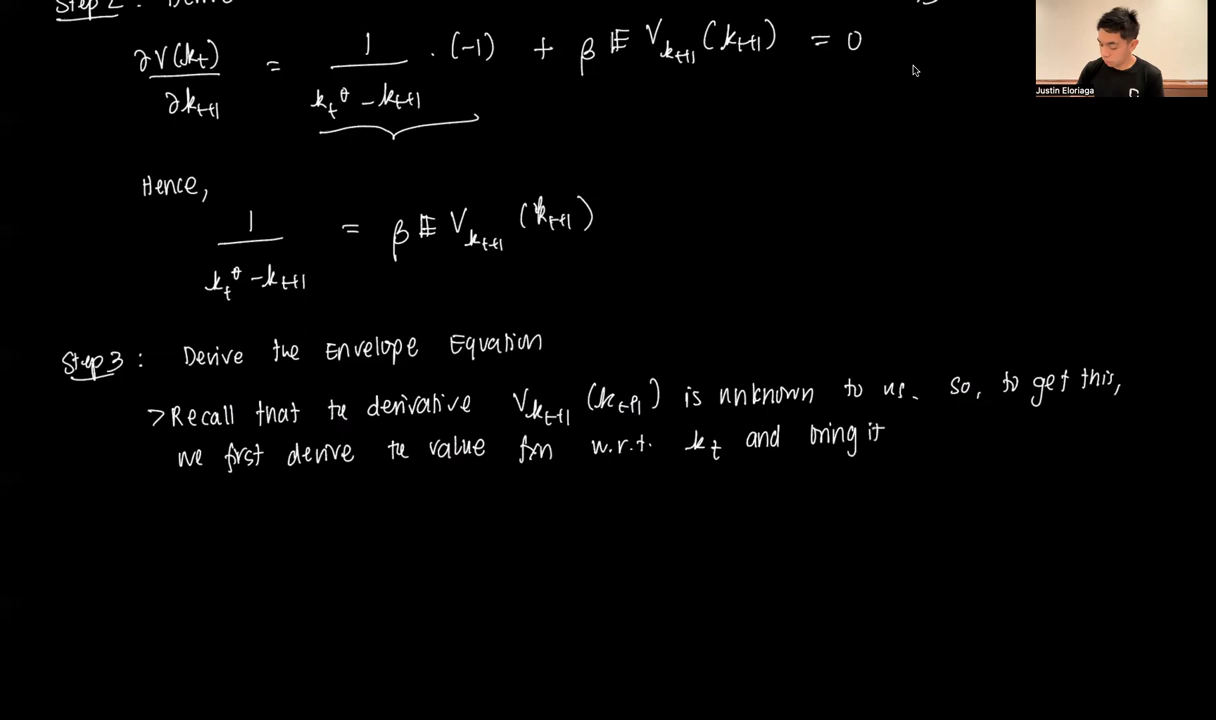 Step 2: Derive
∂V(k_t) / ∂k_{t+1} = 1 / (k_t^θ - k_{t+1}) · (-1) + β 𝔼 V_{k_{t+1}} (k_{t+1}) = 0
Justin Eloriaga
Hence,
1 / (k_t^θ - k_{t+1}) = β 𝔼 V_{k_{t+1}} (k_{t+1})
Step 3: Derive the Envelope Equation
> Recall that the derivative V_{k_{t+1}} (k_{t+1}) is unknown to us. So, to get this,
we first derive the value fxn w.r.t. k_t and bring it